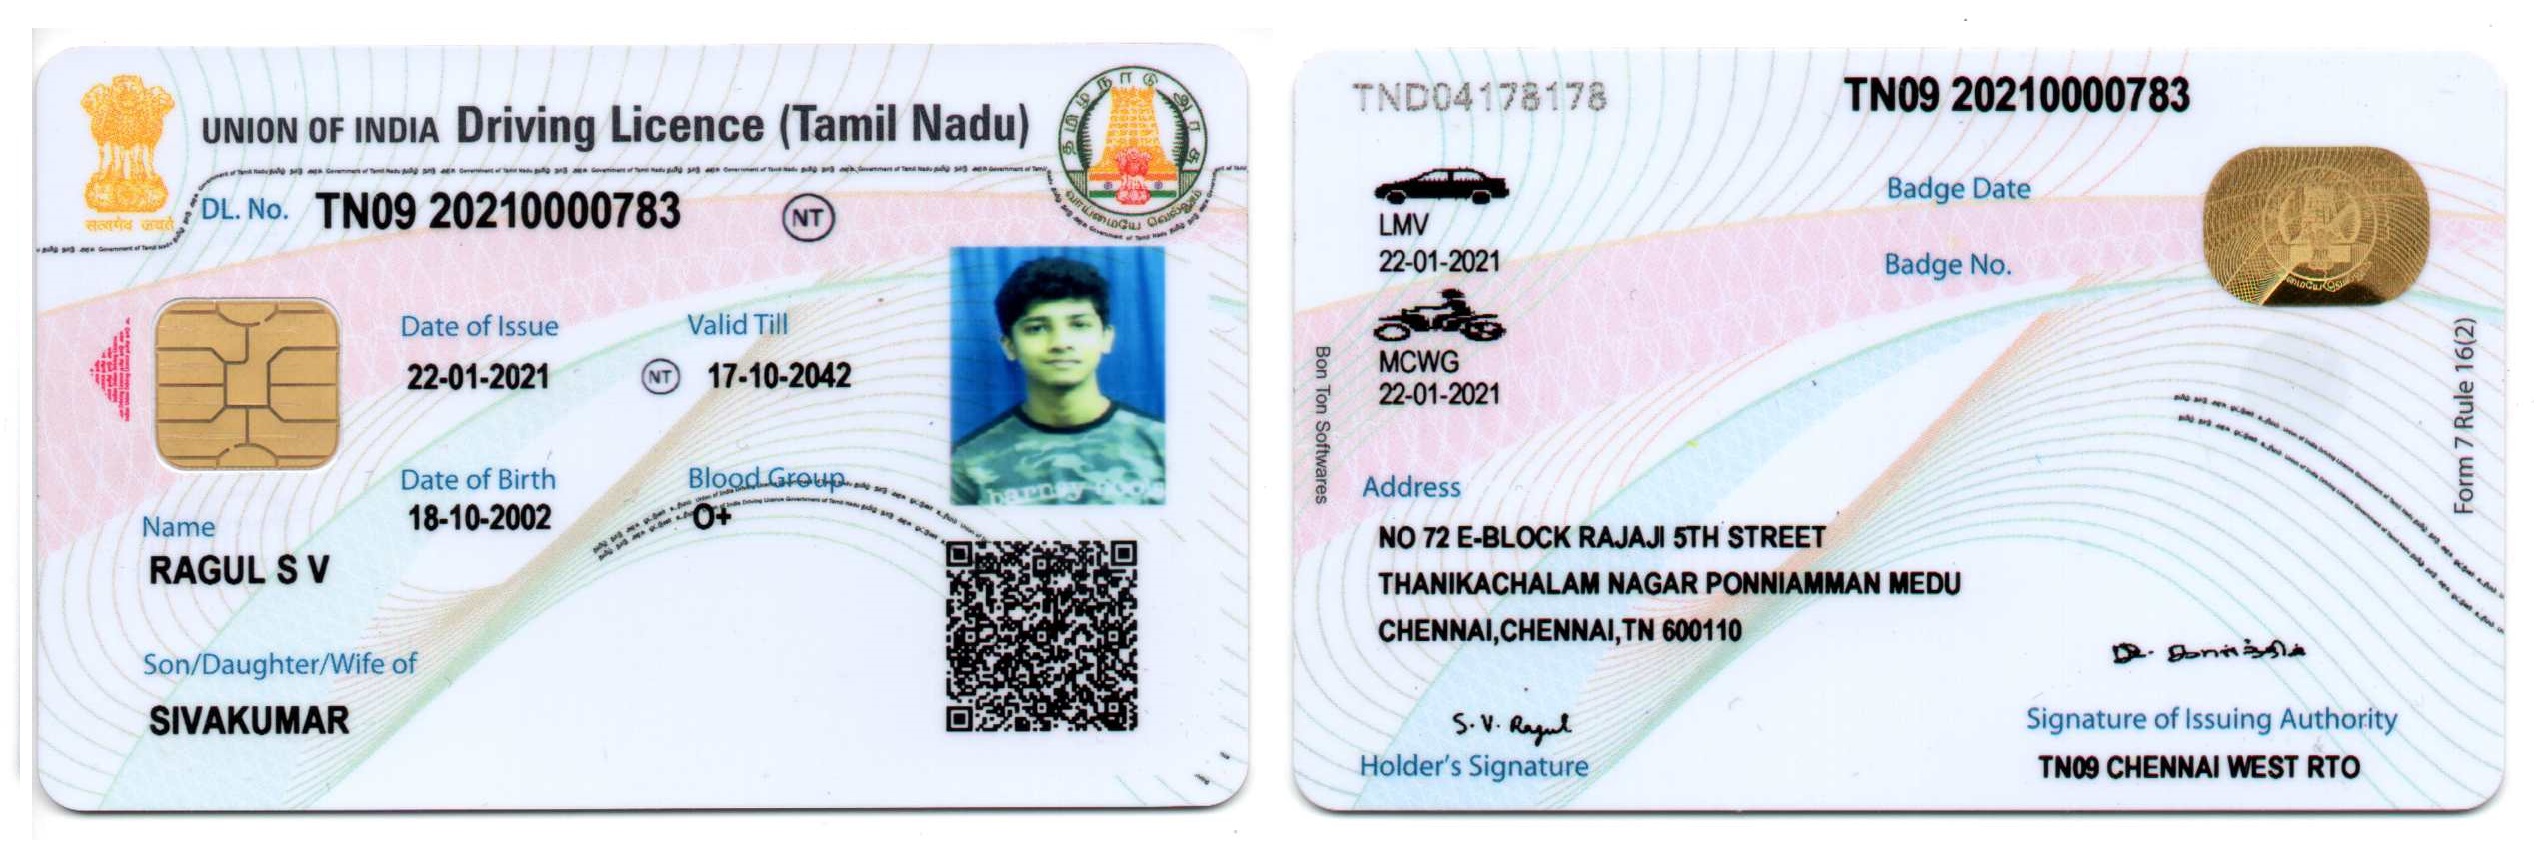 UNION OF INDIA Driving Licence (Tamil Nadu)
தமிழ்நாடு அரசு
வாய்மையே வெல்லும்
सत्यमेव जयते
DL. No. TN09 20210000783 NT
Date of Issue Valid Till
22-01-2021 NT 17-10-2042
Date of Birth Blood Group
18-10-2002 O+
Name
RAGUL S V
Son/Daughter/Wife of
SIVAKUMAR
TND04178178 TN09 20210000783
LMV
22-01-2021
MCWG
22-01-2021
Badge Date
Badge No.
Bon Ton Softwares
Form 7 Rule 16(2)
Address
NO 72 E-BLOCK RAJAJI 5TH STREET
THANIKACHALAM NAGAR PONNIAMMAN MEDU
CHENNAI,CHENNAI,TN 600110
S. V. Ragul
Holder's Signature
Signature of Issuing Authority
TN09 CHENNAI WEST RTO